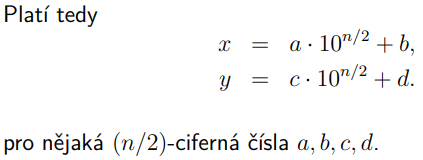 Platí tedy
x = a · 10^{n/2} + b,
y = c · 10^{n/2} + d.
pro nějaká (n/2)-ciferná čísla a, b, c, d.